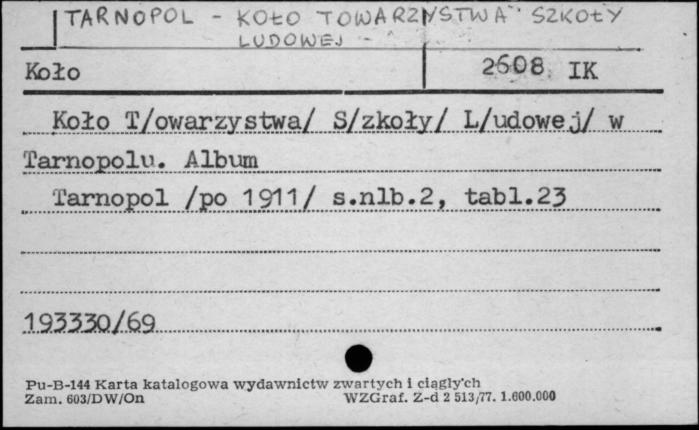 TARNOPOL - KOŁO TOWARZYSTWA SZKOŁY
LUDOWEJ -
Koło 2608 IK
Koło T/owarzystwa/ S/zkoły/ L/udowej/ w
Tarnopolu. Album
Tarnopol /po 1911/ s.nlb.2, tabl.23
193330/69
Pu-B-144 Karta katalogowa wydawnictw zwartych i ciągłych
Zam. 603/DW/On WZGraf. Z-d 2 513/77. 1.600.000